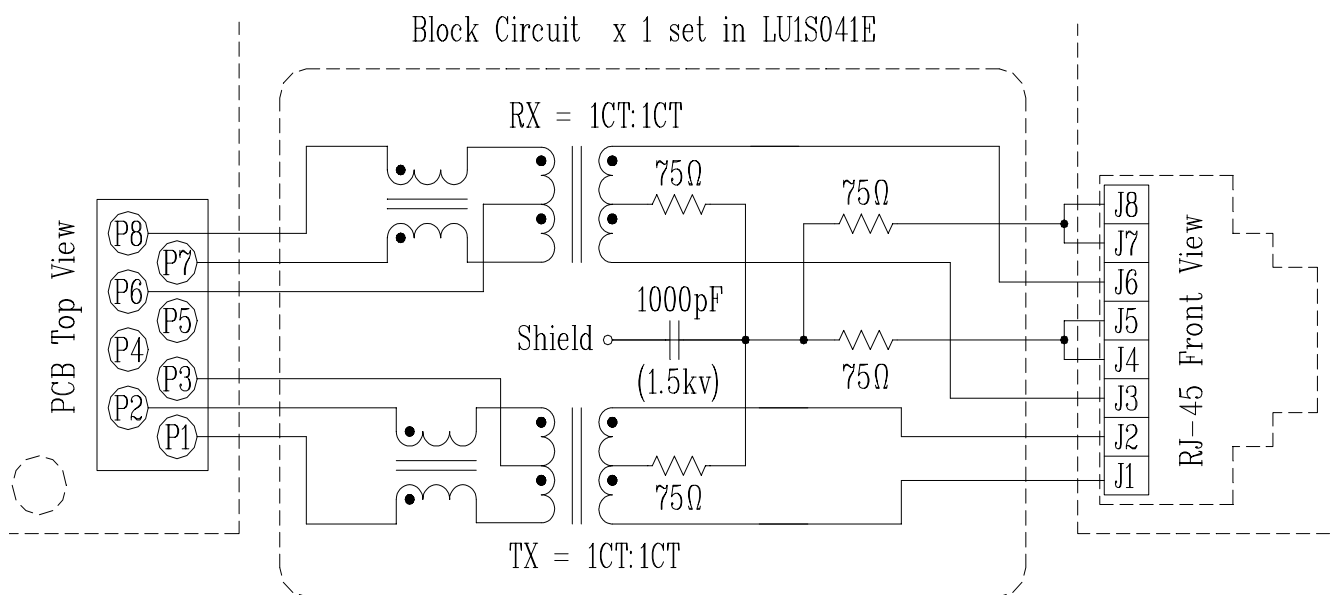 Block Circuit x 1 set in LU1S041E
RX = 1CT:1CT
75Ω
75Ω
1000pF
Shield
(1.5kv)
75Ω
75Ω
TX = 1CT:1CT
PCB Top View
P8
P7
P6
P5
P4
P3
P2
P1
J8
J7
J6
J5
J4
J3
J2
J1
RJ-45 Front View